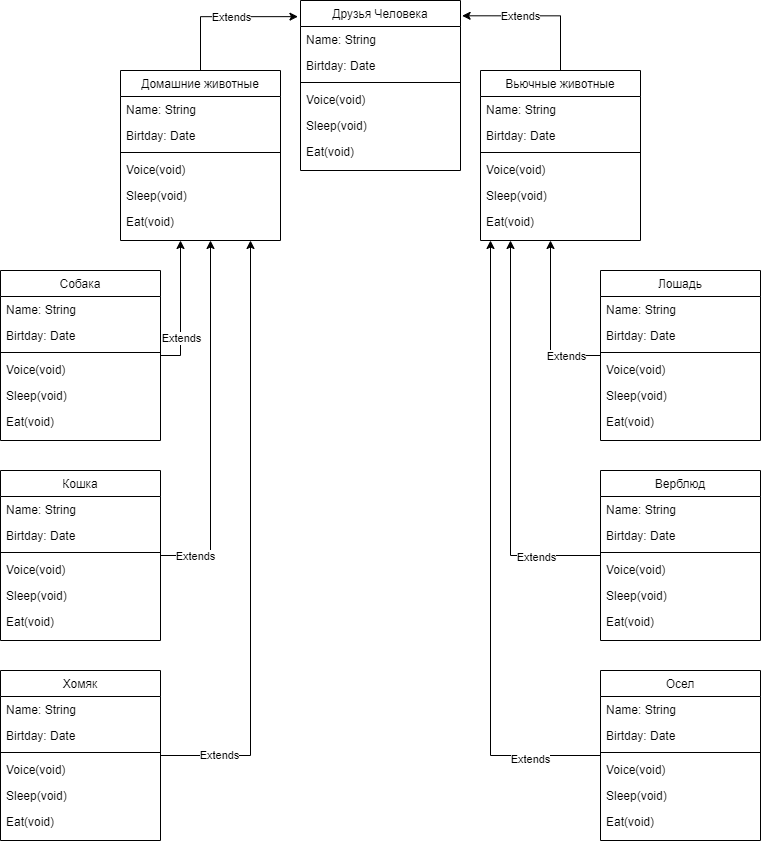 Друзья Человека
Name: String
Birtday: Date
Voice(void)
Sleep(void)
Eat(void)
Extends
Extends
Домашние животные
Name: String
Birtday: Date
Voice(void)
Sleep(void)
Eat(void)
Вьючные животные
Name: String
Birtday: Date
Voice(void)
Sleep(void)
Eat(void)
Собака
Name: String
Birtday: Date
Voice(void)
Sleep(void)
Eat(void)
Extends
Лошадь
Name: String
Birtday: Date
Voice(void)
Sleep(void)
Eat(void)
Extends
Кошка
Name: String
Birtday: Date
Voice(void)
Sleep(void)
Eat(void)
Extends
Верблюд
Name: String
Birtday: Date
Voice(void)
Sleep(void)
Eat(void)
Extends
Хомяк
Name: String
Birtday: Date
Voice(void)
Sleep(void)
Eat(void)
Extends
Осел
Name: String
Birtday: Date
Voice(void)
Sleep(void)
Eat(void)
Extends